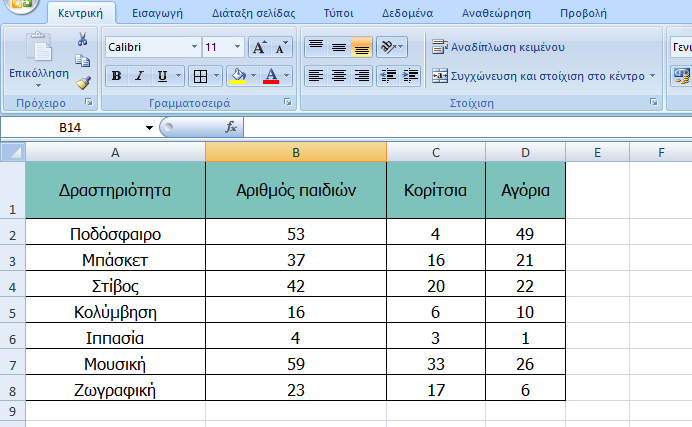 Κεντρική Εισαγωγή Διάταξη σελίδας Τύποι Δεδομένα Αναθεώρηση Προβολή
Calibri 11 A A Αναδίπλωση κειμένου Γενι
Επικόλληση B I U A Συγχώνευση και στοίχιση στο κέντρο
Πρόχειρο Γραμματοσειρά Στοίχιση
B14 fx
A B C D E F
1 Δραστηριότητα Αριθμός παιδιών Κορίτσια Αγόρια
2 Ποδόσφαιρο 53 4 49
3 Μπάσκετ 37 16 21
4 Στίβος 42 20 22
5 Κολύμβηση 16 6 10
6 Ιππασία 4 3 1
7 Μουσική 59 33 26
8 Ζωγραφική 23 17 6
9